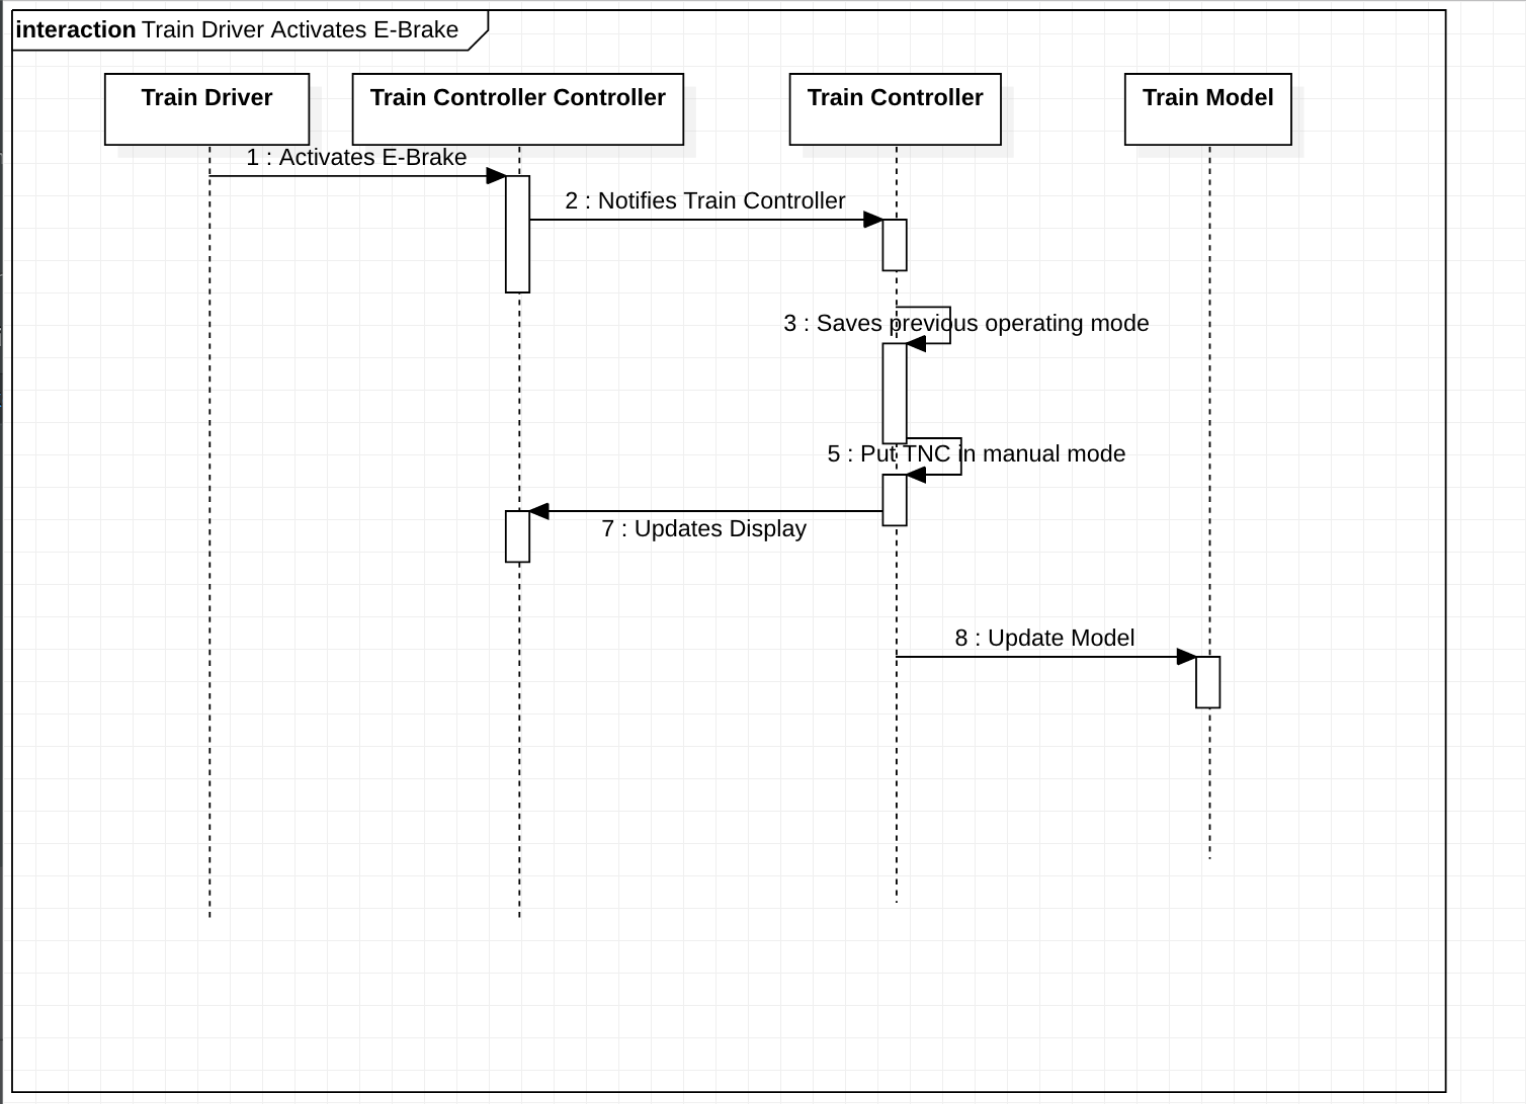 interaction Train Driver Activates E-Brake
Train Driver
Train Controller Controller
Train Controller
Train Model
1 : Activates E-Brake
2 : Notifies Train Controller
3 : Saves previous operating mode
5 : Put TNC in manual mode
7 : Updates Display
8 : Update Model